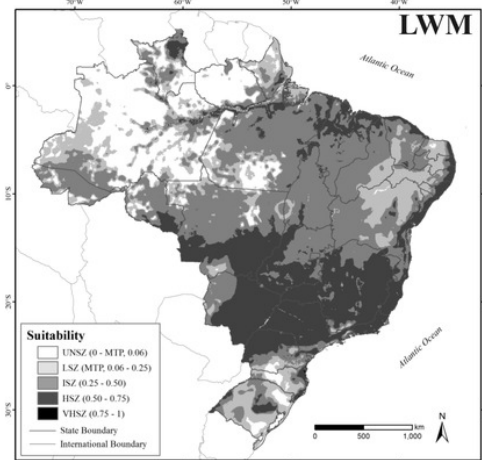 70°W
60°W
50°W
40°W
LWM
Atlantic Ocean
0°
10°S
20°S
30°S
Atlantic Ocean
Suitability
UNSZ (0 - MTP, 0.06)
LSZ (MTP, 0.06 - 0.25)
ISZ (0.25 - 0.50)
HSZ (0.50 - 0.75)
VHSZ (0.75 - 1)
State Boundary
International Boundary
km
0 500 1,000
N